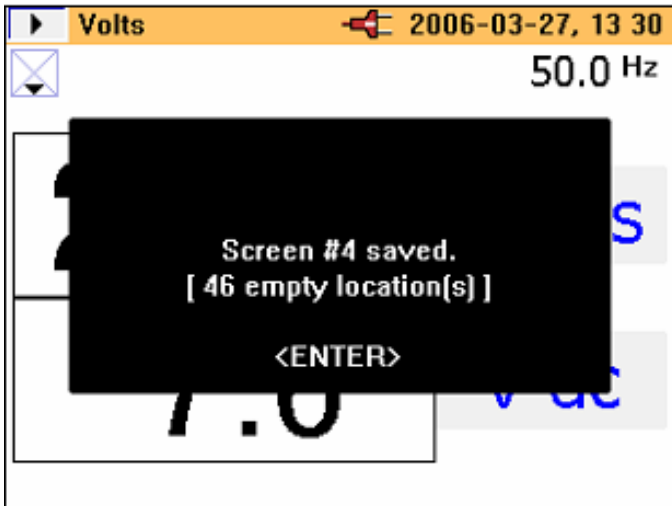 Volts 2006-03-27, 13 30
50.0 Hz
Screen #4 saved.
[ 46 empty location(s) ]
<ENTER>